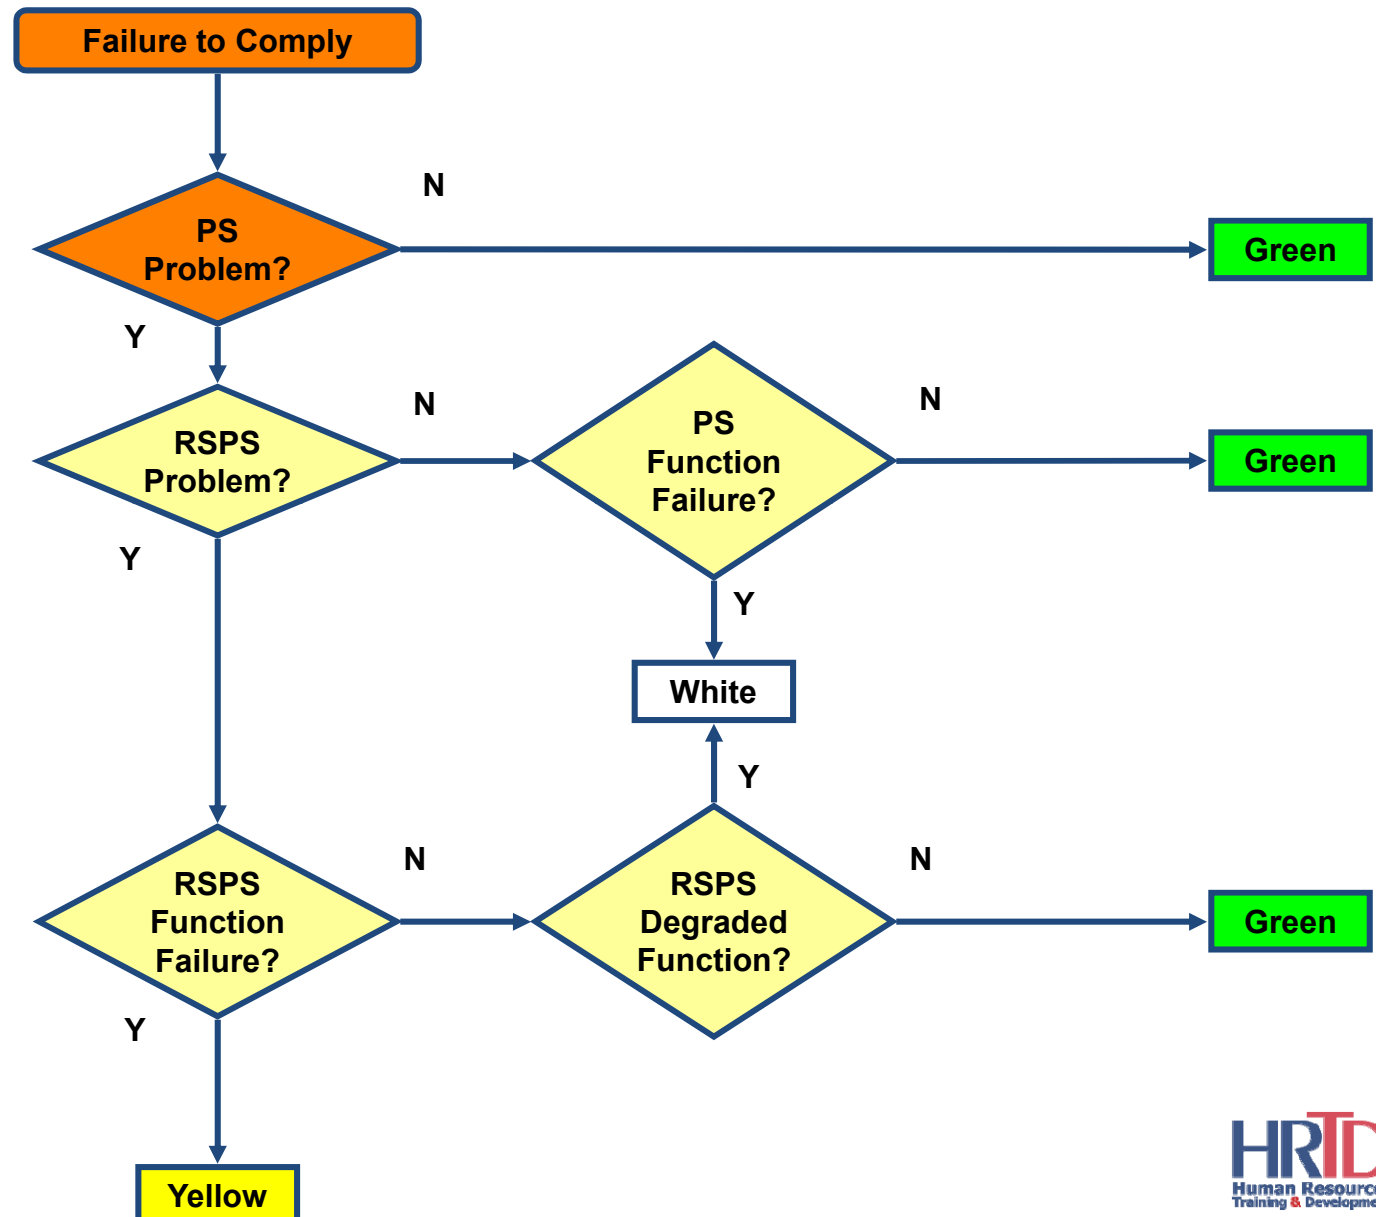 Failure to Comply
N
PS
Problem?
Green
Y
N
N
RSPS
Problem?
PS
Function
Failure?
Green
Y
Y
White
Y
N
N
RSPS
Function
Failure?
RSPS
Degraded
Function?
Green
Y
Yellow
HRTD
Human Resource
Training & Developme